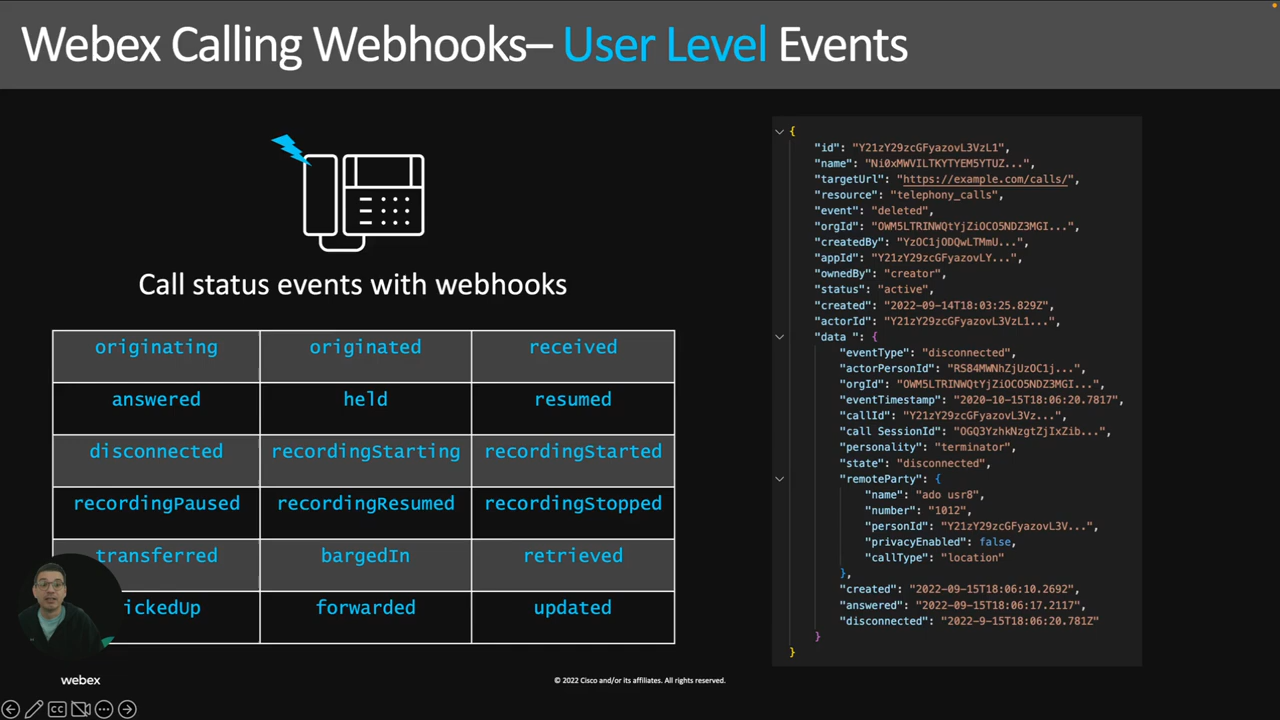 Webex Calling Webhooks– User Level Events
Call status events with webhooks
originating originated received
answered held resumed
disconnected recordingStarting recordingStarted
recordingPaused recordingResumed recordingStopped
transferred bargedIn retrieved
ickedUp forwarded updated
{
"id": "Y21zY29zcGFyazovL3VzL1",
"name": "Ni0xMWVILTKYTYEM5YTUZ...",
"targetUrl": "https://example.com/calls/",
"resource": "telephony_calls",
"event": "deleted",
"orgId": "OWM5LTRINWQtYjZiOCO5NDZ3MGI...",
"createdBy": "YzOC1jODQwLTMmU...",
"appId": "Y21zY29zcGFyazovLY...",
"ownedBy": "creator",
"status": "active",
"created": "2022-09-14T18:03:25.829Z",
"actorId": "Y21zY29zcGFyazovL3VzL1...",
"data ": {
"eventType": "disconnected",
"actorPersonId": "RS84MWNhZjUzOC1j...",
"orgId": "OWM5LTRINWQtYjZiOCO5NDZ3MGI...",
"eventTimestamp": "2020-10-15T18:06:20.7817",
"callId": "Y21zY29zcGFyazovL3Vz...",
"call SessionId": "OGQ3YzhkNzgtZjIxZib...",
"personality": "terminator",
"state": "disconnected",
"remoteParty": {
"name": "ado usr8",
"number": "1012",
"personId": "Y21zY29zcGFyazovL3V...",
"privacyEnabled": false,
"callType": "location"
},
"created": "2022-09-15T18:06:10.2692",
"answered": "2022-09-15T18:06:17.2117",
"disconnected": "2022-9-15T18:06:20.781Z"
}
}
webex
© 2022 Cisco and/or its affiliates. All rights reserved.
CC